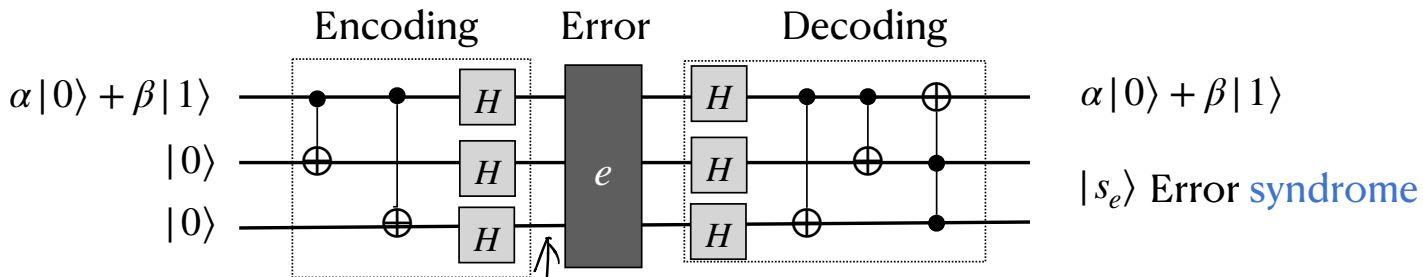 Encoding Error Decoding
α|0⟩ + β|1⟩ H H α|0⟩ + β|1⟩
|0⟩ H e H |s_e⟩ Error syndrome
|0⟩ H H